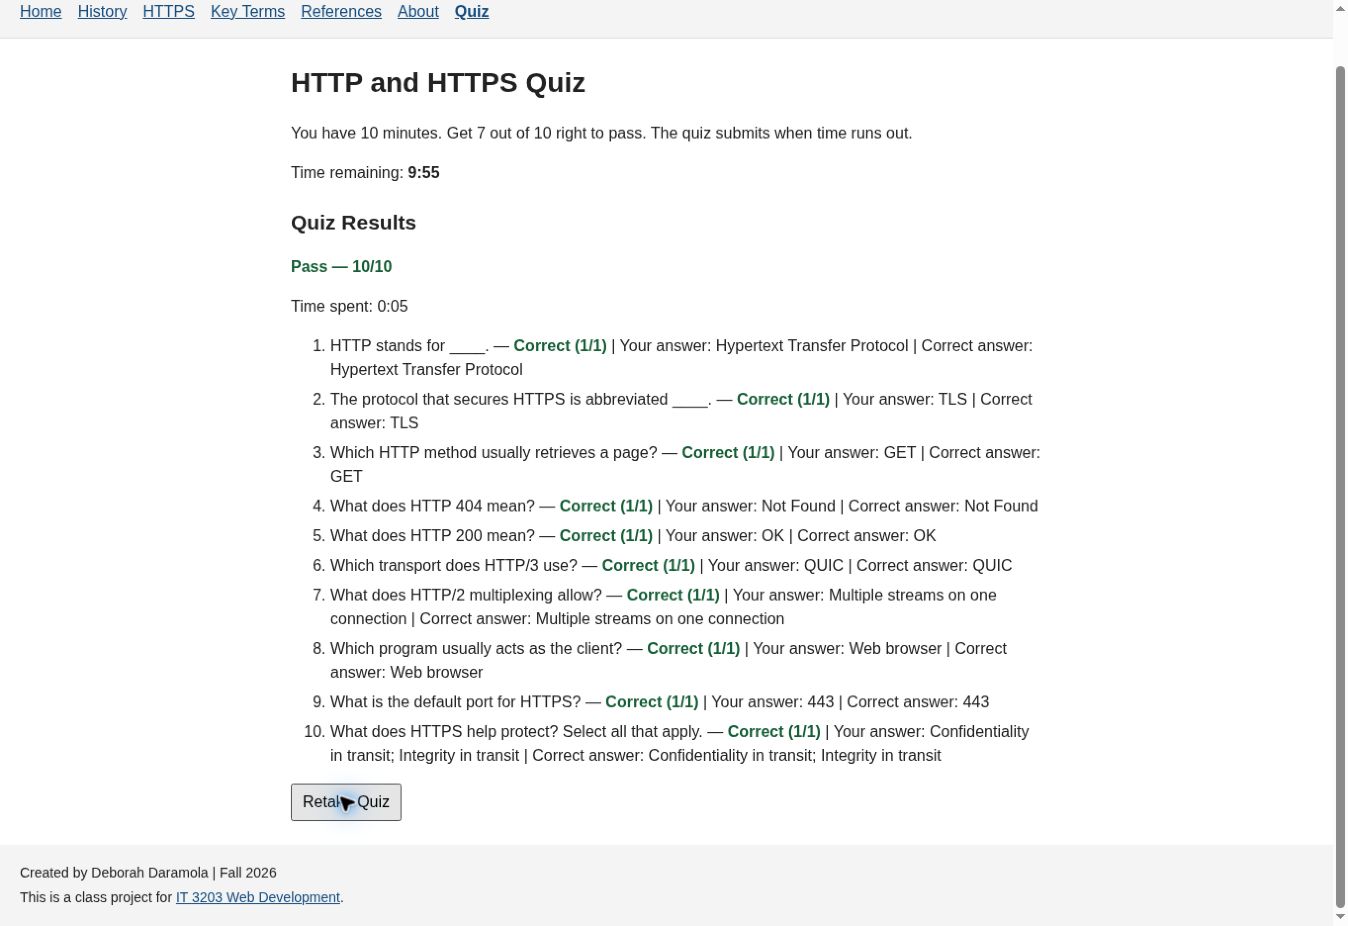 Home History HTTPS Key Terms References About Quiz
HTTP and HTTPS Quiz
You have 10 minutes. Get 7 out of 10 right to pass. The quiz submits when time runs out.
Time remaining: 9:55
Quiz Results
Pass — 10/10
Time spent: 0:05
1. HTTP stands for ____. — Correct (1/1) | Your answer: Hypertext Transfer Protocol | Correct answer:
Hypertext Transfer Protocol
2. The protocol that secures HTTPS is abbreviated ____. — Correct (1/1) | Your answer: TLS | Correct
answer: TLS
3. Which HTTP method usually retrieves a page? — Correct (1/1) | Your answer: GET | Correct answer:
GET
4. What does HTTP 404 mean? — Correct (1/1) | Your answer: Not Found | Correct answer: Not Found
5. What does HTTP 200 mean? — Correct (1/1) | Your answer: OK | Correct answer: OK
6. Which transport does HTTP/3 use? — Correct (1/1) | Your answer: QUIC | Correct answer: QUIC
7. What does HTTP/2 multiplexing allow? — Correct (1/1) | Your answer: Multiple streams on one
connection | Correct answer: Multiple streams on one connection
8. Which program usually acts as the client? — Correct (1/1) | Your answer: Web browser | Correct
answer: Web browser
9. What is the default port for HTTPS? — Correct (1/1) | Your answer: 443 | Correct answer: 443
10. What does HTTPS help protect? Select all that apply. — Correct (1/1) | Your answer: Confidentiality
in transit; Integrity in transit | Correct answer: Confidentiality in transit; Integrity in transit
Retake Quiz
Created by Deborah Daramola | Fall 2026
This is a class project for IT 3203 Web Development.